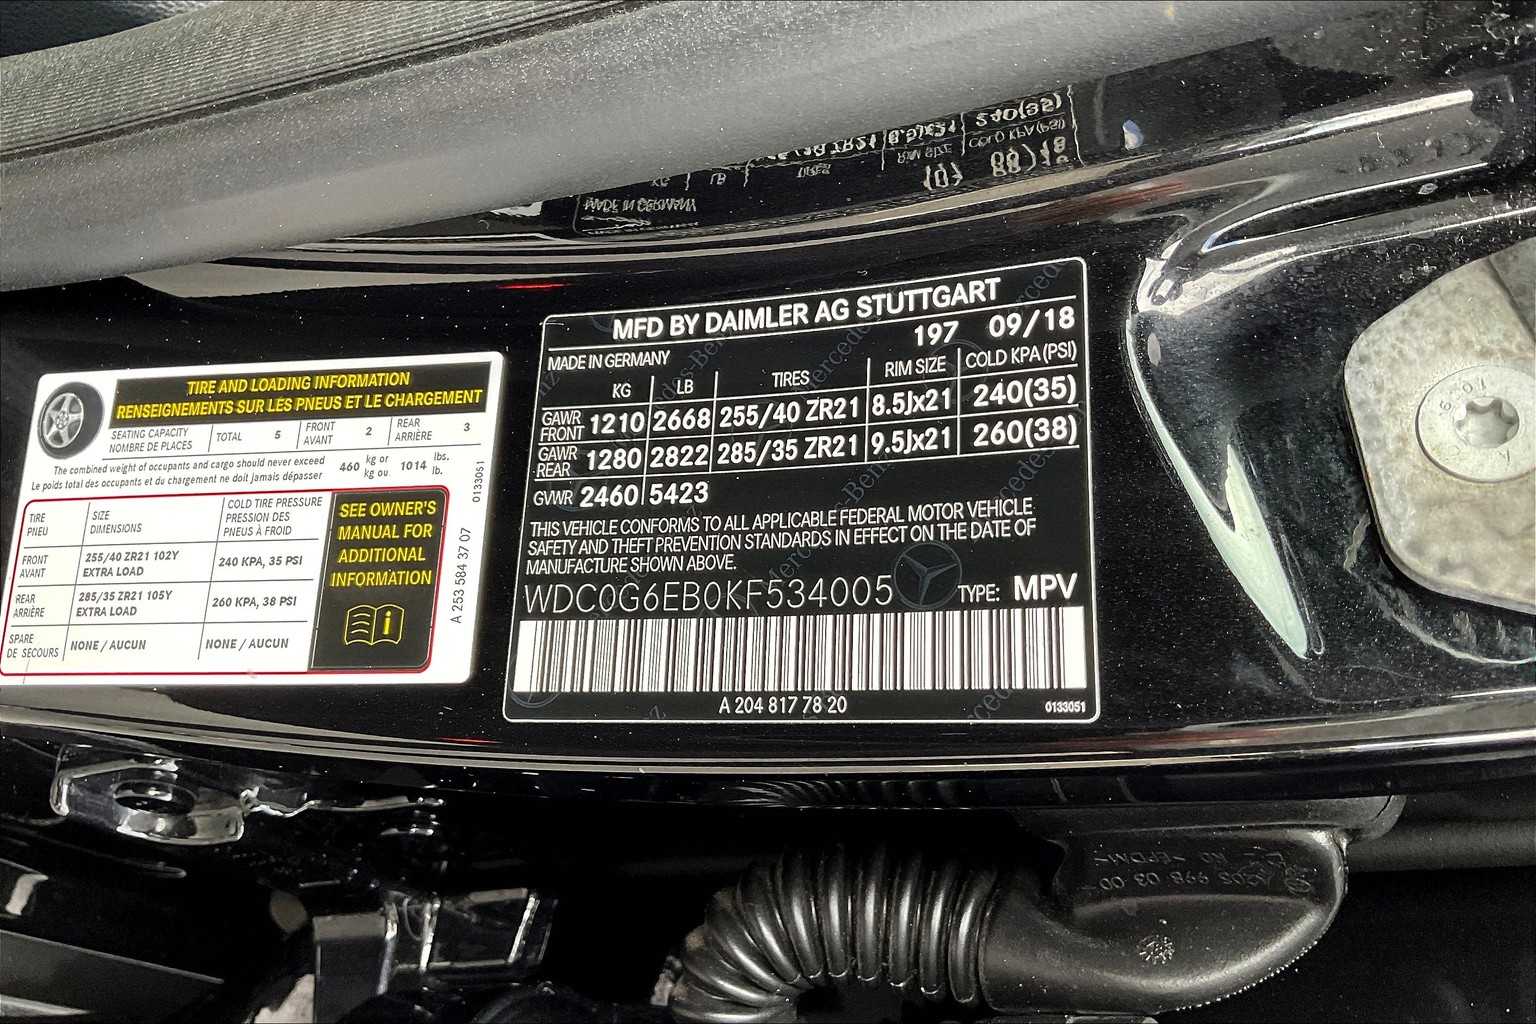 TIRE AND LOADING INFORMATION
RENSEIGNEMENTS SUR LES PNEUS ET LE CHARGEMENT
SEATING CAPACITY
NOMBRE DE PLACES
TOTAL 5
FRONT
AVANT
2
REAR
ARRIÈRE
3
The combined weight of occupants and cargo should never exceed
Le poids total des occupants et du chargement ne doit jamais dépasser
460 kg or
kg ou
1014 lbs.
lb.
TIRE
PNEU
SIZE
DIMENSIONS
COLD TIRE PRESSURE
PRESSION DES
PNEUS À FROID
FRONT
AVANT
255/40 ZR21 102Y
EXTRA LOAD
240 KPA, 35 PSI
REAR
ARRIÈRE
285/35 ZR21 105Y
EXTRA LOAD
260 KPA, 38 PSI
SPARE
DE SECOURS
NONE / AUCUN
NONE / AUCUN
SEE OWNER'S
MANUAL FOR
ADDITIONAL
INFORMATION
A 253 584 37 07
0133051
MFD BY DAIMLER AG STUTTGART
197 09/18
MADE IN GERMANY
KG LB TIRES RIM SIZE COLD KPA (PSI)
GAWR
FRONT
1210 2668 255/40 ZR21 8.5Jx21 240(35)
GAWR
REAR
1280 2822 285/35 ZR21 9.5Jx21 260(38)
GVWR 2460 5423
THIS VEHICLE CONFORMS TO ALL APPLICABLE FEDERAL MOTOR VEHICLE
SAFETY AND THEFT PREVENTION STANDARDS IN EFFECT ON THE DATE OF
MANUFACTURE SHOWN ABOVE.
WDC0G6EB0KF534005 TYPE: MPV
A 204 817 78 20
0133051